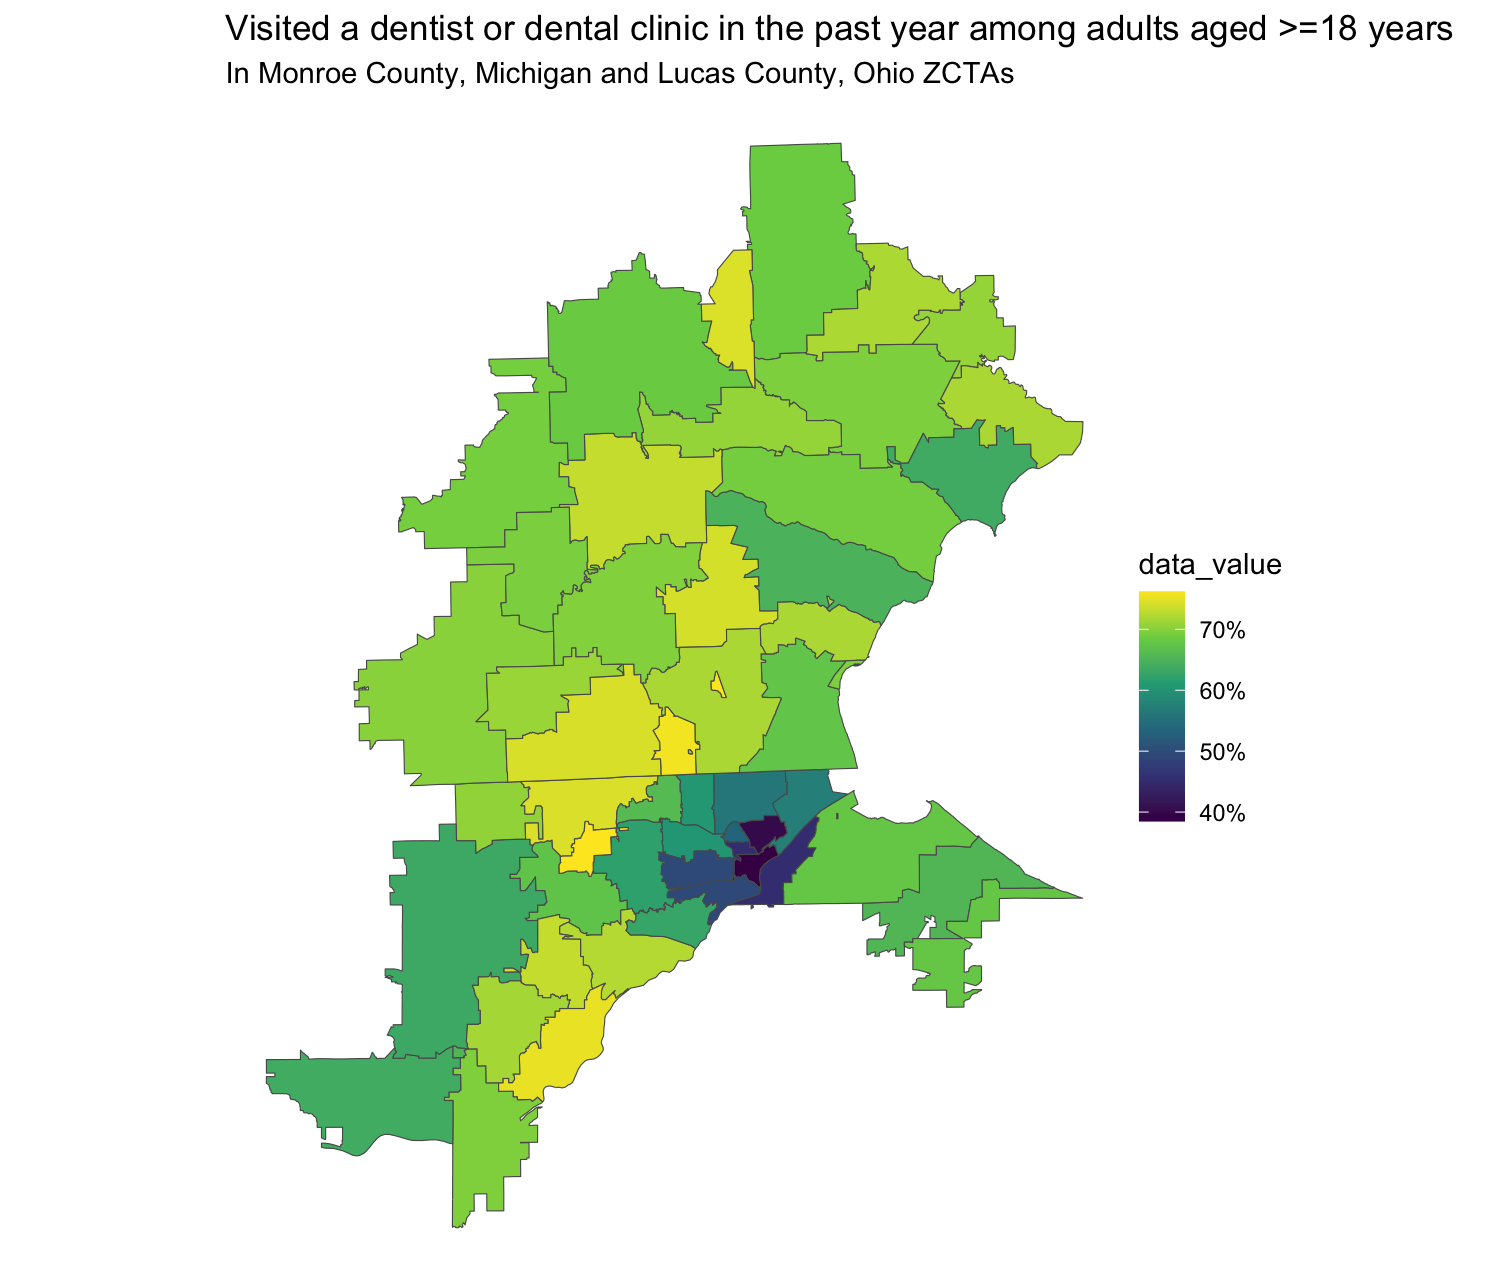 Visited a dentist or dental clinic in the past year among adults aged >=18 years
In Monroe County, Michigan and Lucas County, Ohio ZCTAs
data_value
70%
60%
50%
40%